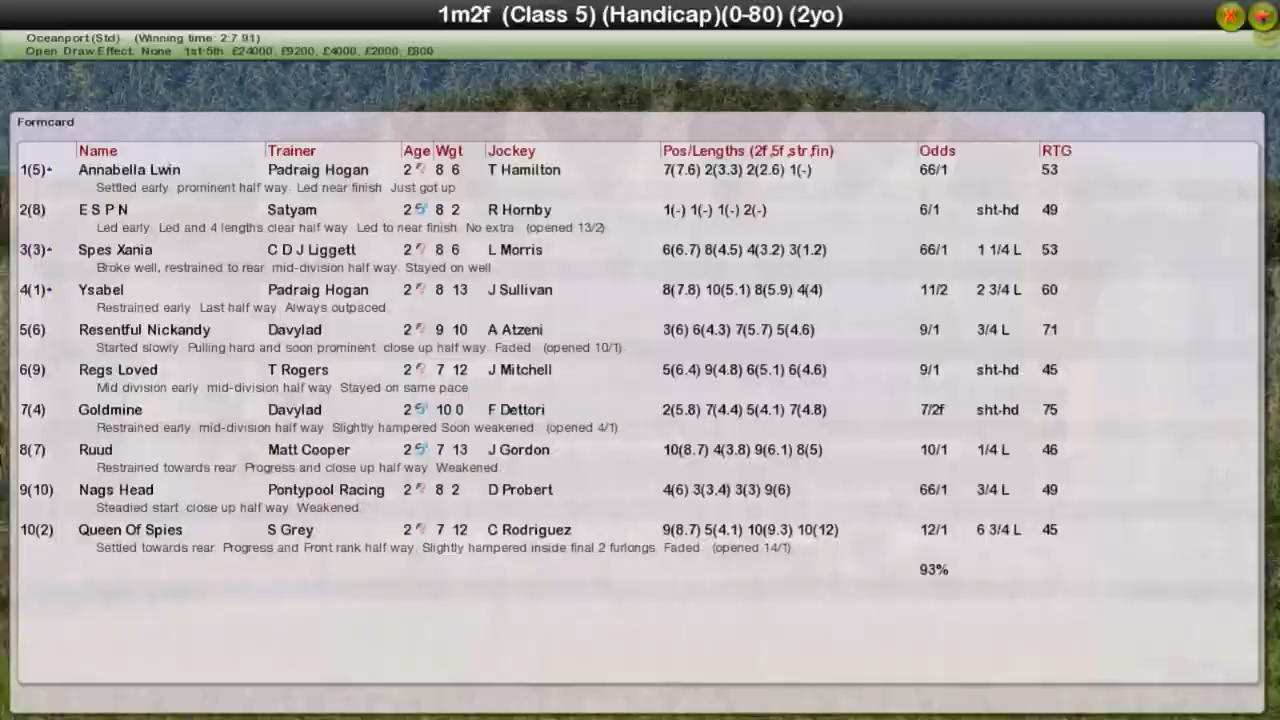 1m2f (Class 5) (Handicap)(0-80) (2yo)
Oceanport(Std) (Winning time: 2:7.91)
Open Draw Effect. None 1st-5th £24000, £9200, £4000, £2000, £800
Formcard
Name Trainer Age Wgt Jockey Pos/Lengths (2f,5f,str,fin) Odds RTG
1(5) Annabella Lwin Padraig Hogan 2 8 6 T Hamilton 7(7.6) 2(3.3) 2(2.6) 1(-) 66/1 53
Settled early prominent half way Led near finish Just got up
2(8) E S P N Satyam 2 8 2 R Hornby 1(-) 1(-) 1(-) 2(-) 6/1 sht-hd 49
Led early Led and 4 lengths clear half way Led to near finish No extra (opened 13/2)
3(3) Spes Xania C D J Liggett 2 8 6 L Morris 6(6.7) 8(4.5) 4(3.2) 3(1.2) 66/1 1 1/4 L 53
Broke well, restrained to rear mid-division half way Stayed on well
4(1) Ysabel Padraig Hogan 2 8 13 J Sullivan 8(7.8) 10(5.1) 8(5.9) 4(4) 11/2 2 3/4 L 60
Restrained early Last half way Always outpaced
5(6) Resentful Nickandy Davylad 2 9 10 A Atzeni 3(6) 6(4.3) 7(5.7) 5(4.6) 9/1 3/4 L 71
Started slowly Pulling hard and soon prominent close up half way Faded (opened 10/1)
6(9) Regs Loved T Rogers 2 7 12 J Mitchell 5(6.4) 9(4.8) 6(5.1) 6(4.6) 9/1 sht-hd 45
Mid division early mid-division half way Stayed on same pace
7(4) Goldmine Davylad 2 10 0 F Dettori 2(5.8) 7(4.4) 5(4.1) 7(4.8) 7/2f sht-hd 75
Restrained early mid-division half way Slightly hampered Soon weakened (opened 4/1)
8(7) Ruud Matt Cooper 2 7 13 J Gordon 10(8.7) 4(3.8) 9(6.1) 8(5) 10/1 1/4 L 46
Restrained towards rear Progress and close up half way Weakened
9(10) Nags Head Pontypool Racing 2 8 2 D Probert 4(6) 3(3.4) 3(3) 9(6) 66/1 3/4 L 49
Steadied start close up half way Weakened
10(2) Queen Of Spies S Grey 2 7 12 C Rodriguez 9(8.7) 5(4.1) 10(9.3) 10(12) 12/1 6 3/4 L 45
Settled towards rear Progress and Front rank half way Slightly hampered inside final 2 furlongs Faded (opened 14/1)
93%